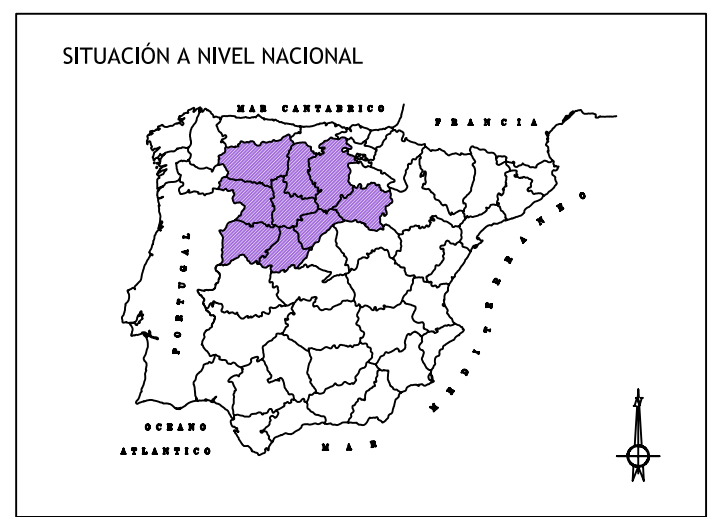 SITUACIÓN A NIVEL NACIONAL
MAR CANTABRICO
FRANCIA
PORTUGAL
MAR MEDITERRANEO
OCEANO
ATLANTICO
N